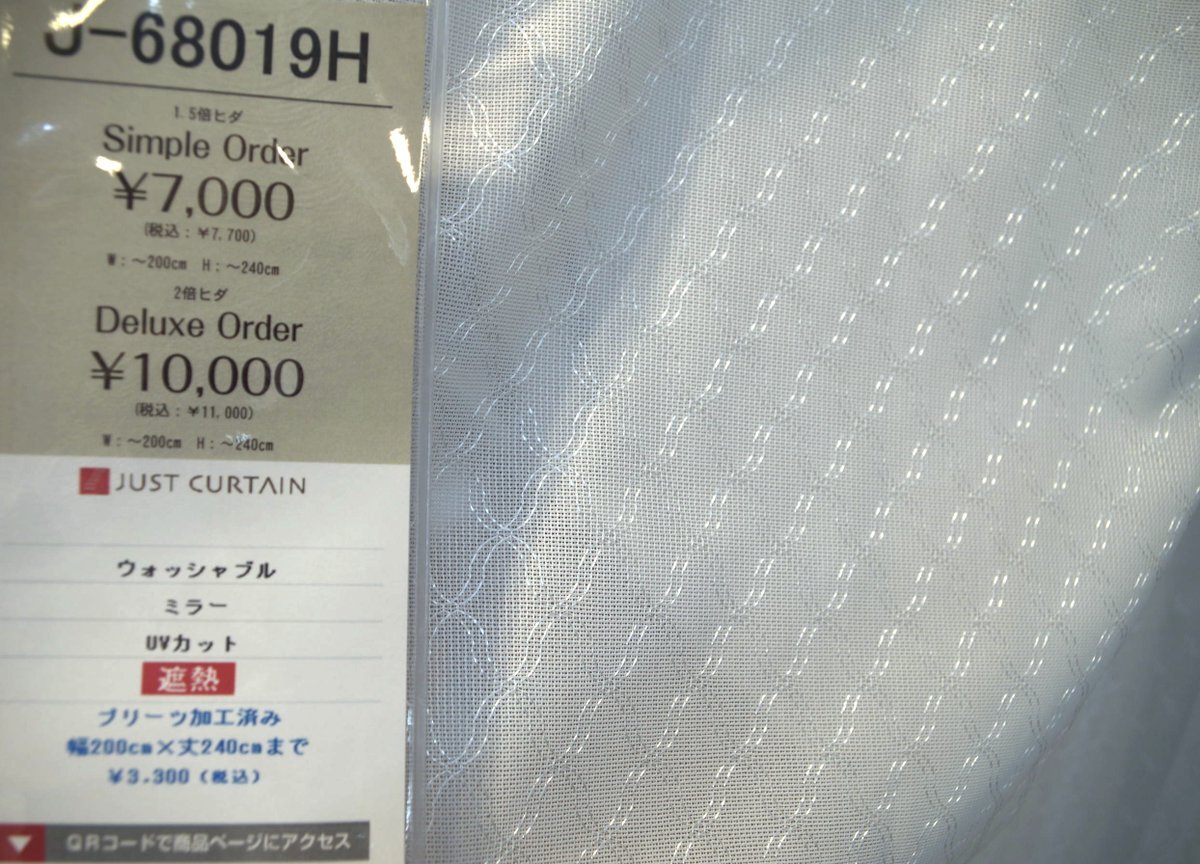 J-68019H
1.5倍ヒダ
Simple Order
¥7,000
(税込:¥7,700)
W:～200cm H:～240cm
2倍ヒダ
Deluxe Order
¥10,000
(税込:¥11,000)
W:～200cm H:～240cm
JUST CURTAIN
ウォッシャブル
ミラー
UVカット
遮熱
プリーツ加工済み
幅200cm×丈240cmまで
¥3,300(税込)
QRコードで商品ページにアクセス